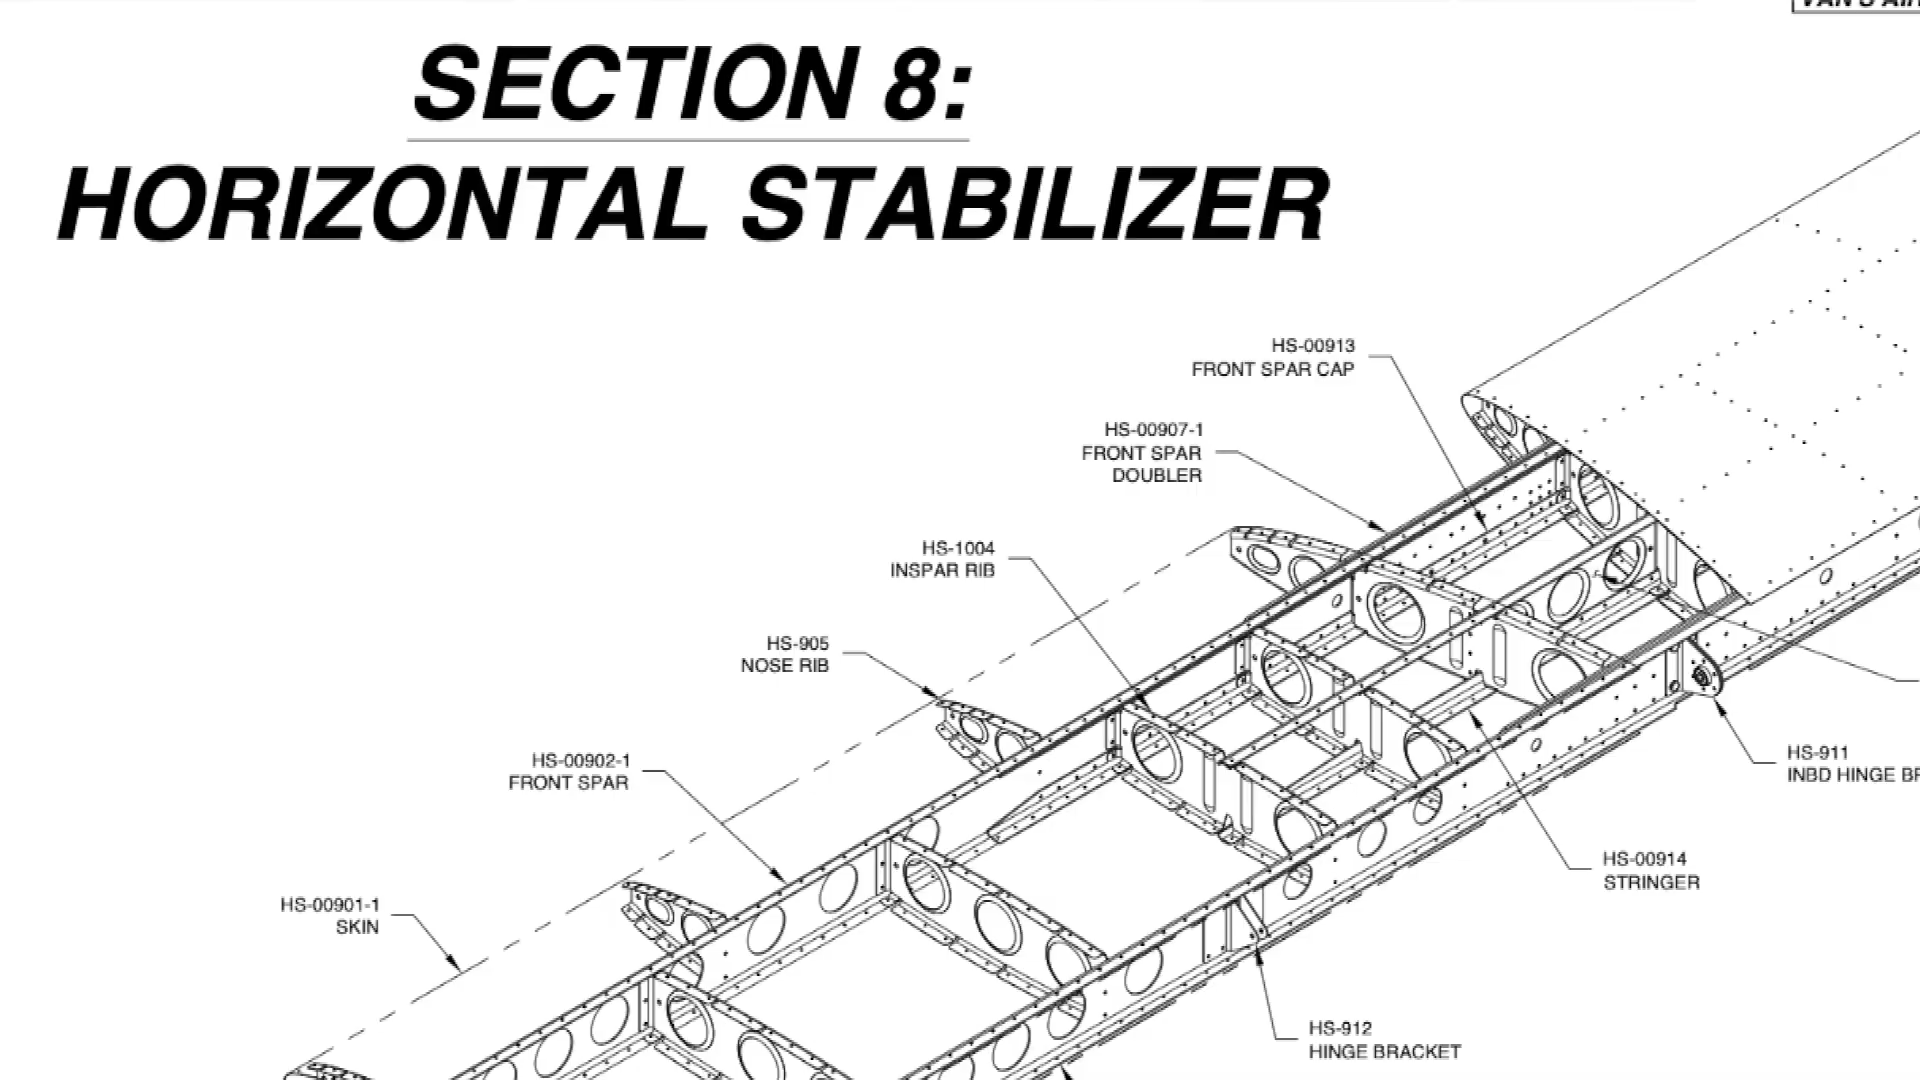 SECTION 8:
HORIZONTAL STABILIZER
HS-00913
FRONT SPAR CAP
HS-00907-1
FRONT SPAR
DOUBLER
HS-1004
INSPAR RIB
HS-905
NOSE RIB
HS-00902-1
FRONT SPAR
HS-911
INBD HINGE
HS-00914
STRINGER
HS-00901-1
SKIN
HS-912
HINGE BRACKET